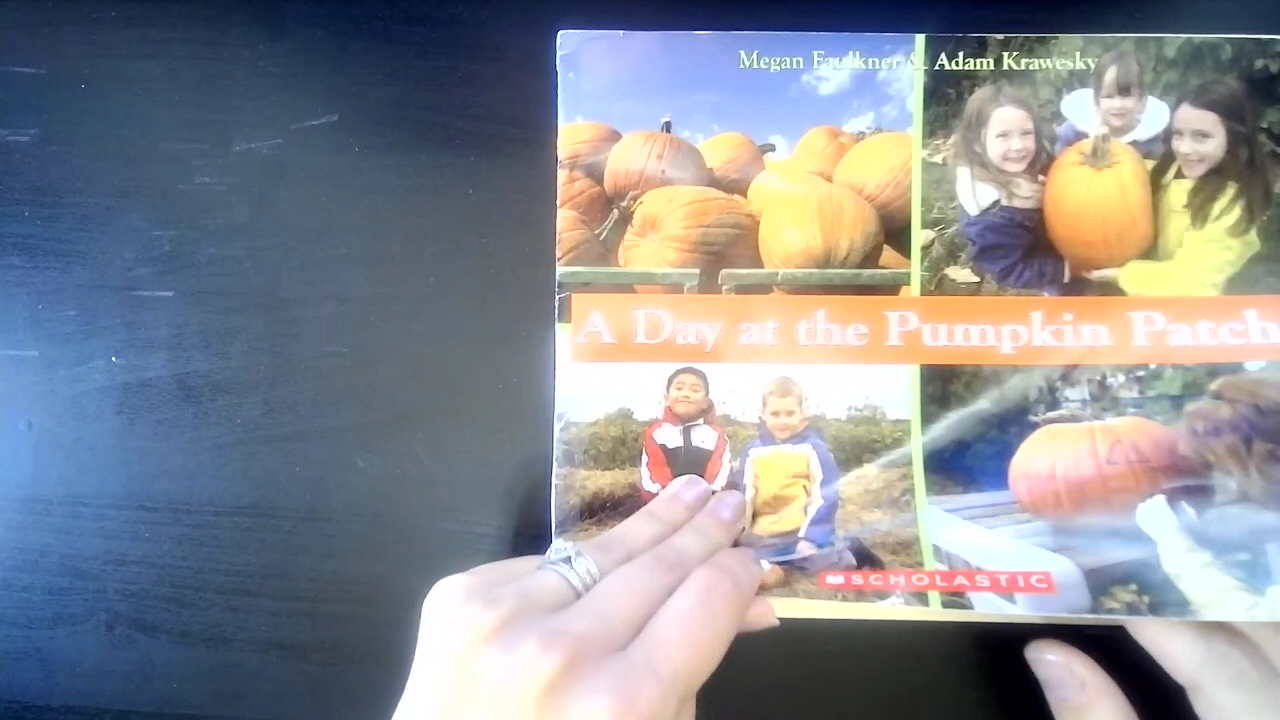 Megan Faulkner & Adam Krawesky
A Day at the Pumpkin Patch
SCHOLASTIC